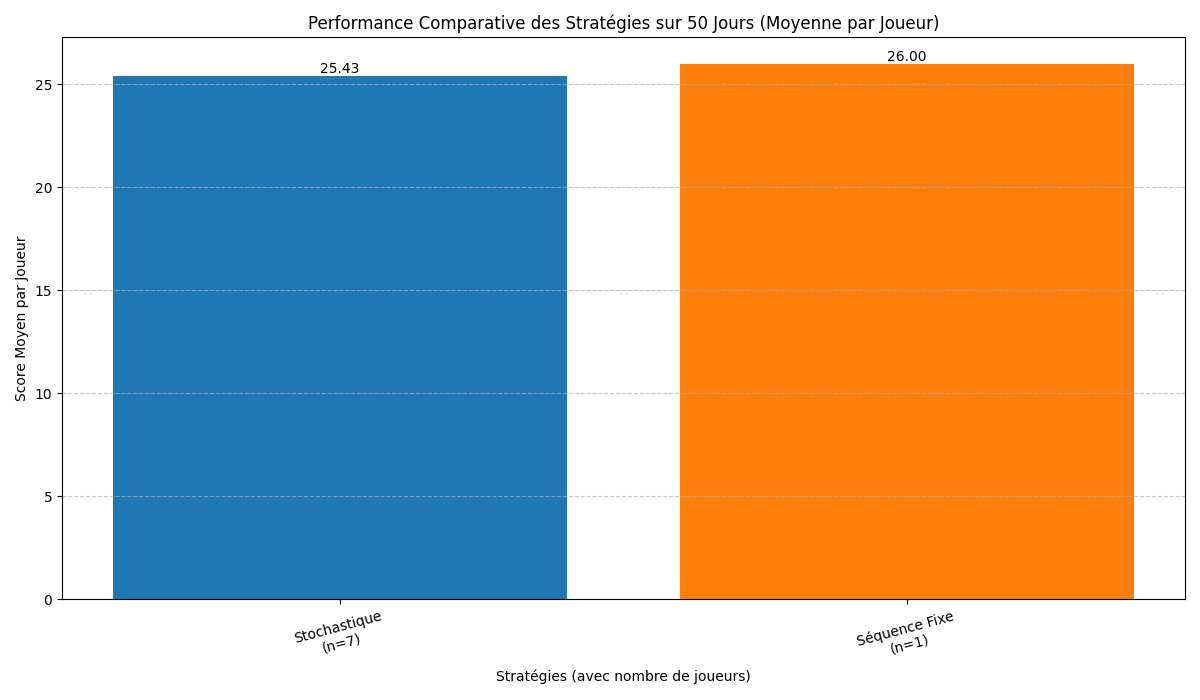 Performance Comparative des Stratégies sur 50 Jours (Moyenne par Joueur)
25.43
26.00
25
20
15
10
5
0
Score Moyen par Joueur
Stochastique
(n=7)
Séquence Fixe
(n=1)
Stratégies (avec nombre de joueurs)